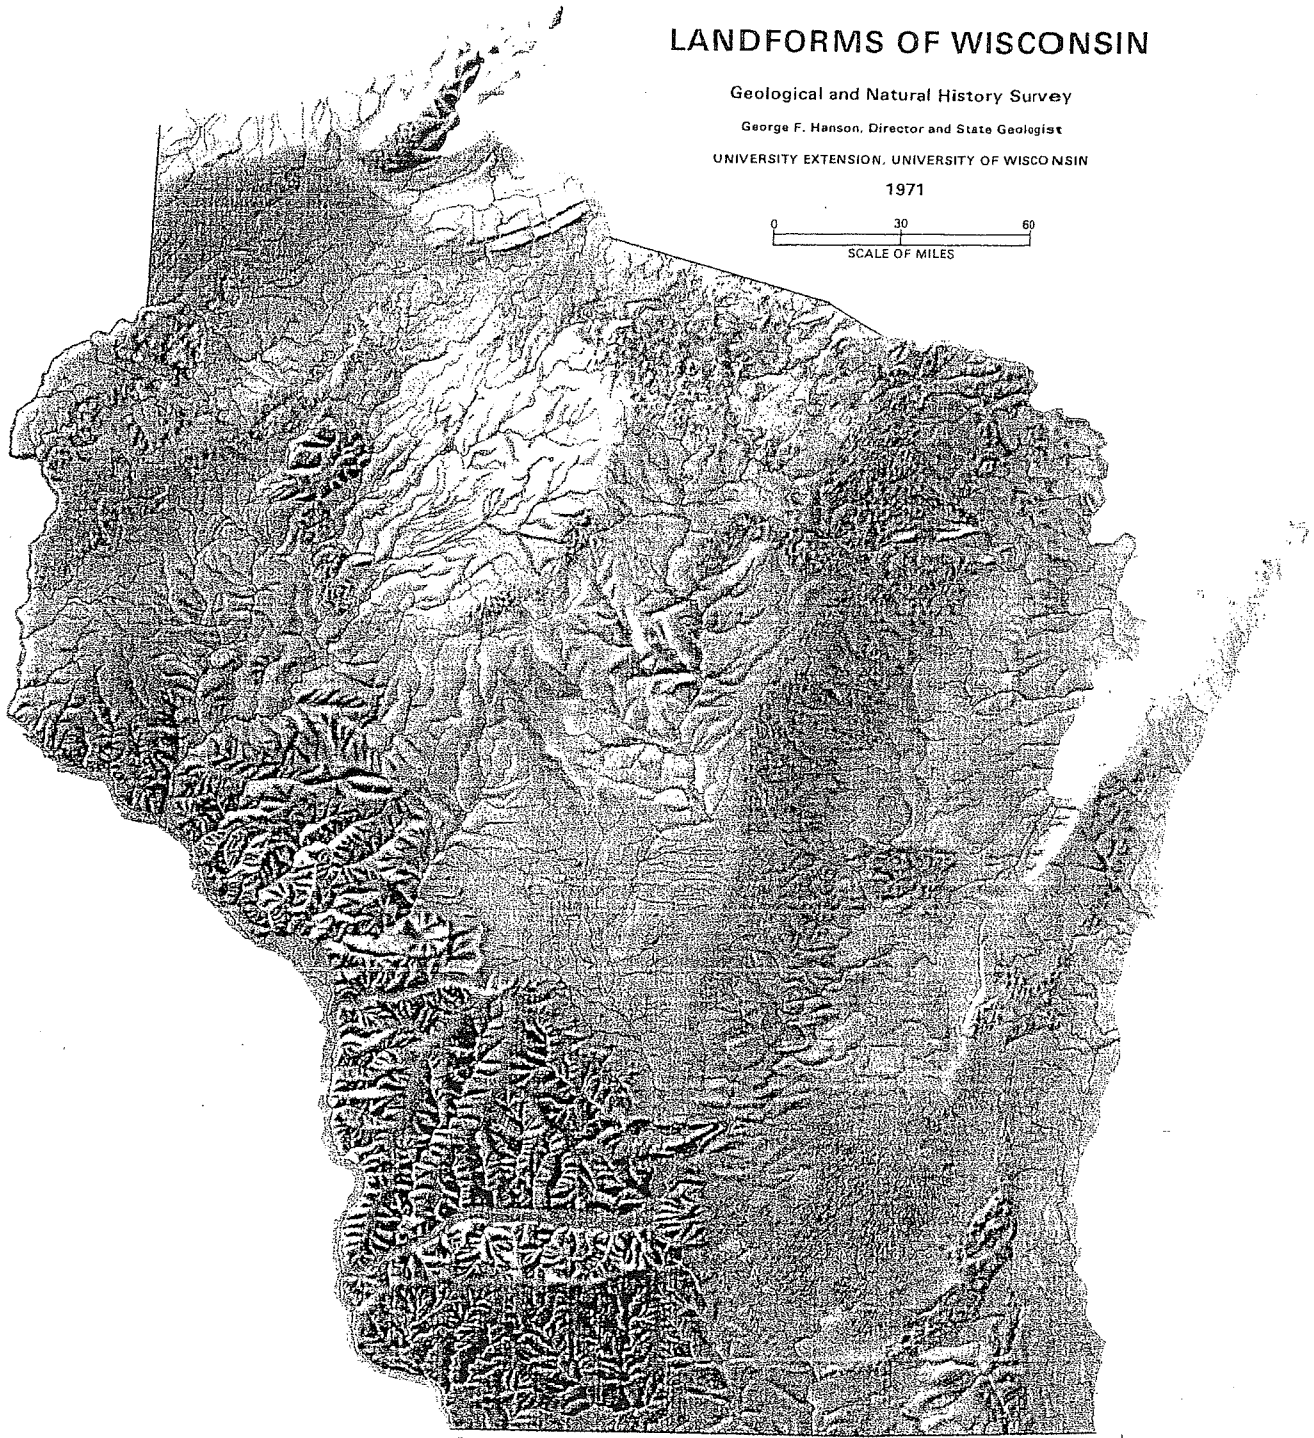 LANDFORMS OF WISCONSIN
Geological and Natural History Survey
George F. Hanson, Director and State Geologist
UNIVERSITY EXTENSION, UNIVERSITY OF WISCONSIN
1971
0 30 60
SCALE OF MILES